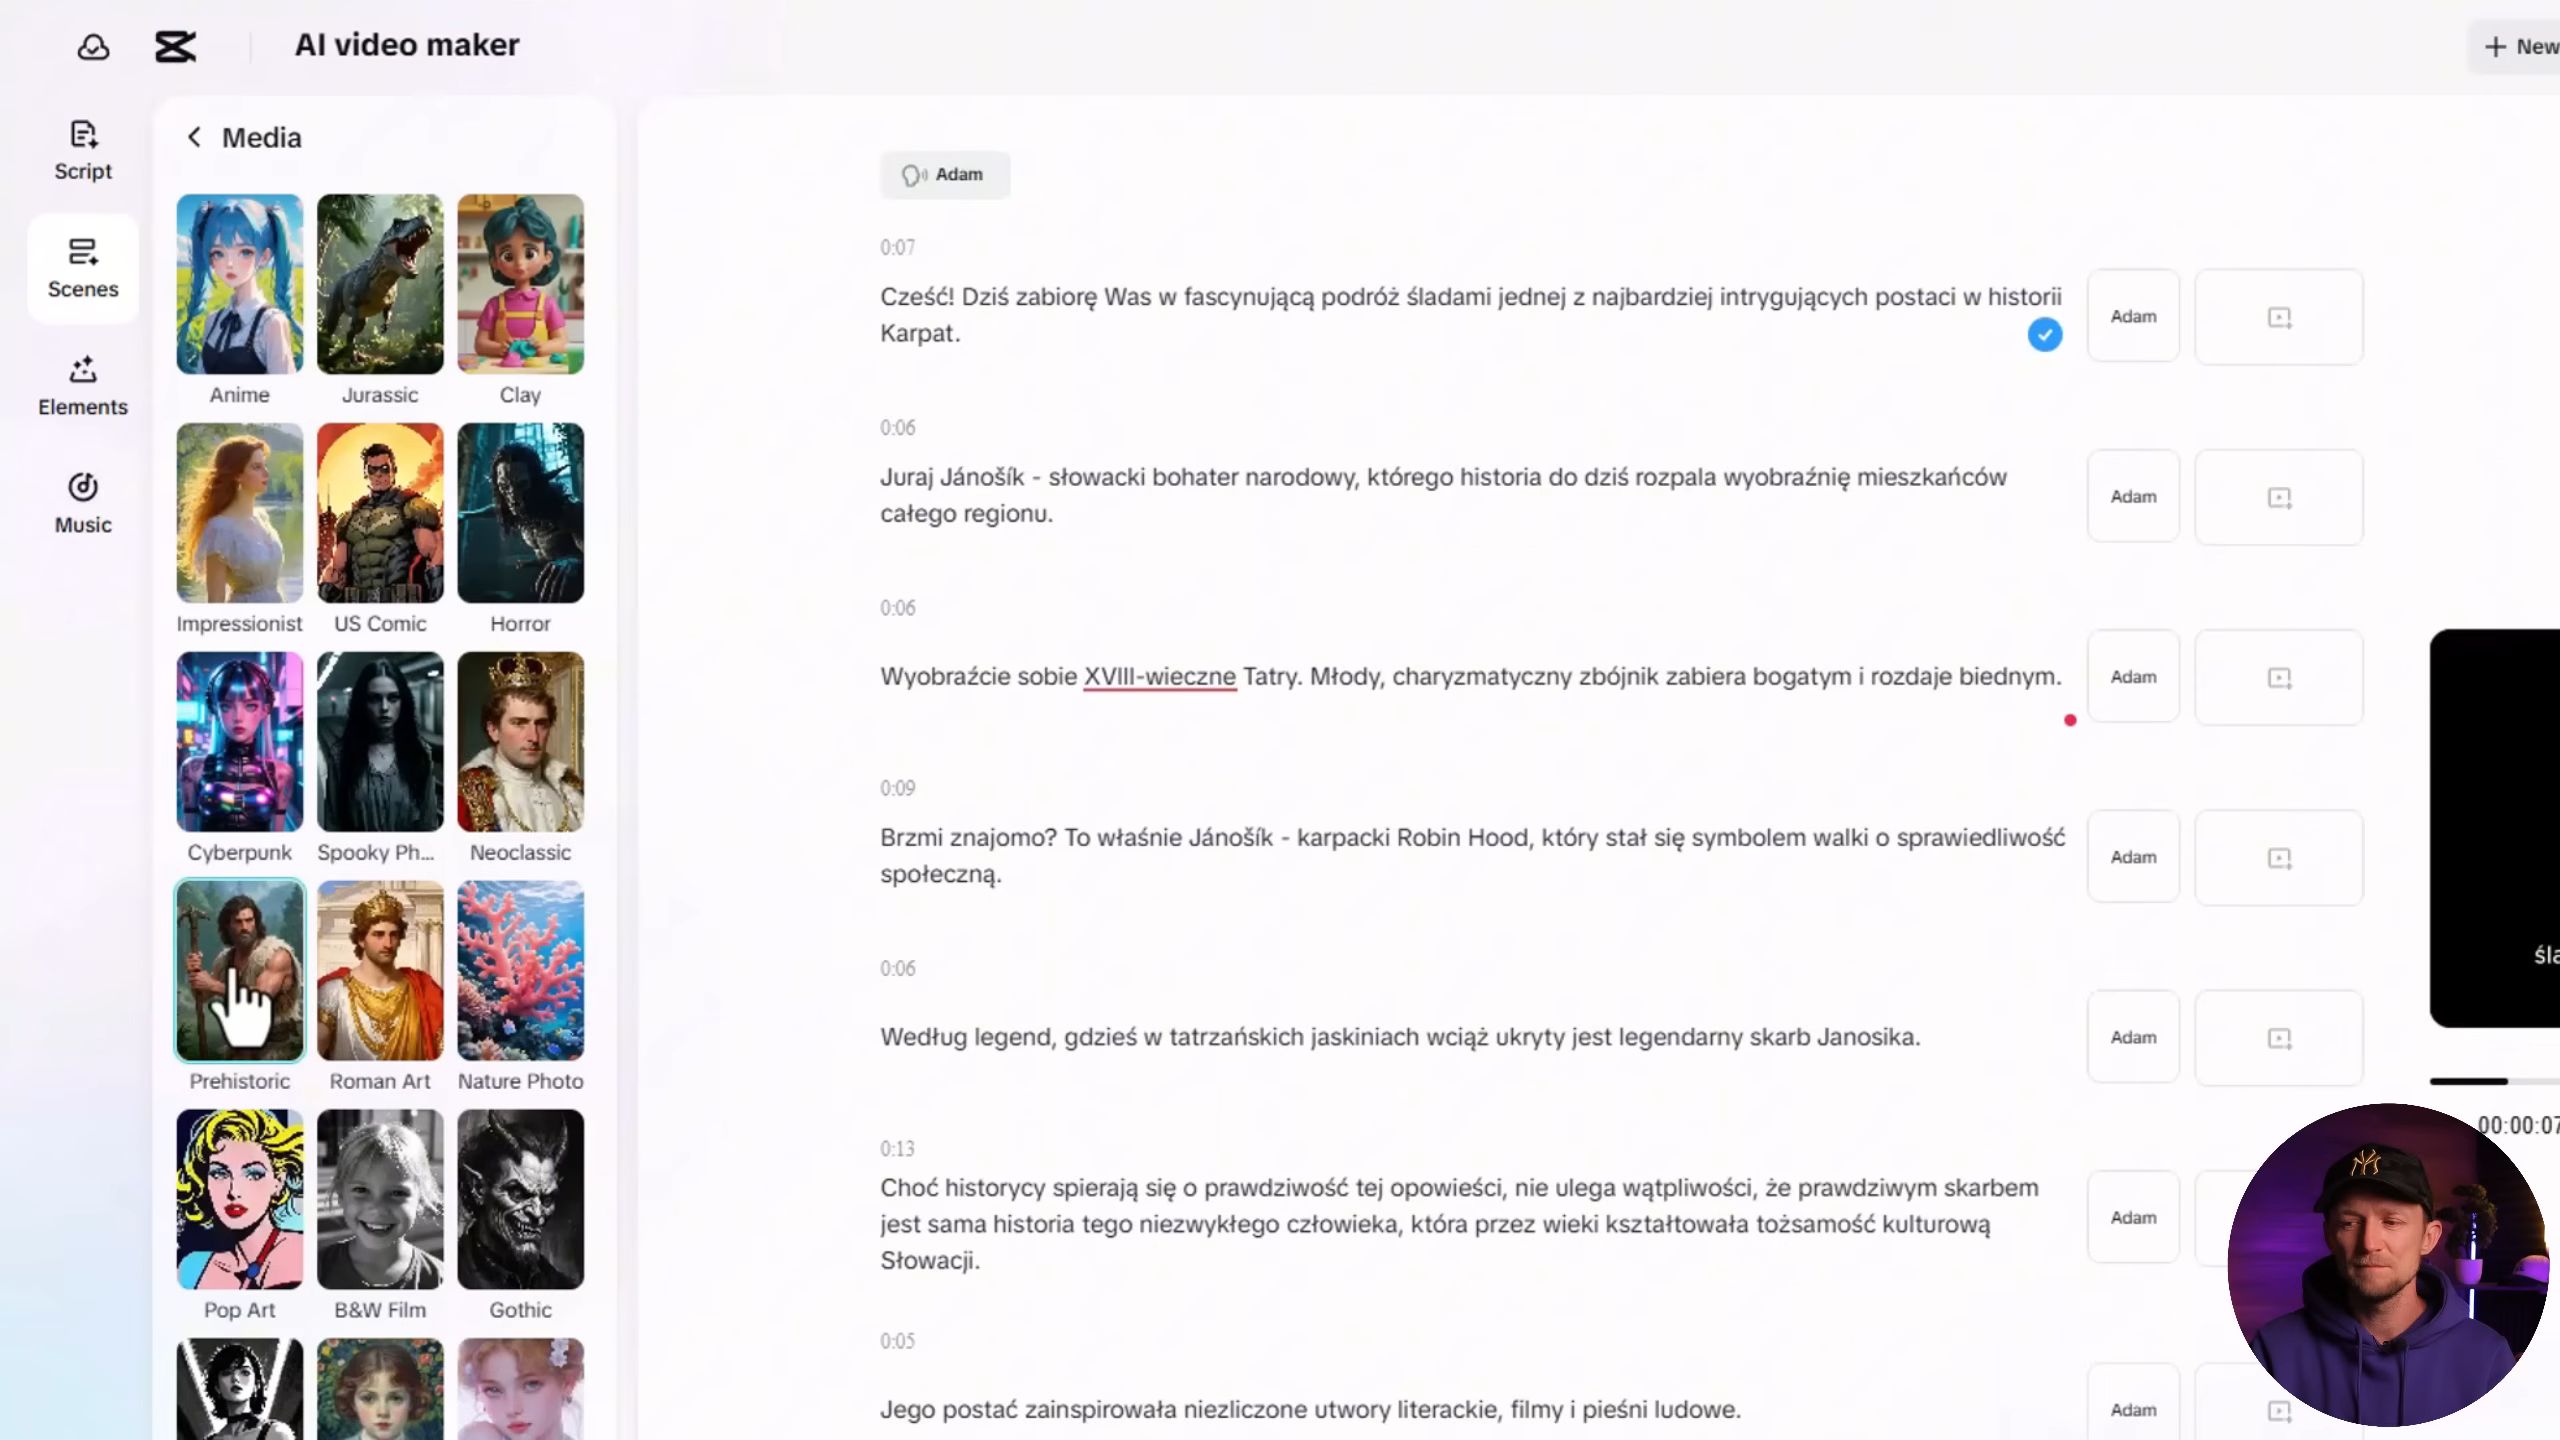 AI video maker
New
Script
Scenes
Elements
Music
Media
Anime
Jurassic
Clay
Impressionist
US Comic
Horror
Cyberpunk
Spooky Ph...
Neoclassic
Prehistoric
Roman Art
Nature Photo
Pop Art
B&W Film
Gothic
Adam
0:07
Cześć! Dziś zabiorę Was w fascynującą podróż śladami jednej z najbardziej intrygujących postaci w historii
Karpat.
Adam
0:06
Juraj Jánošík - słowacki bohater narodowy, którego historia do dziś rozpala wyobraźnię mieszkańców
całego regionu.
Adam
0:06
Wyobraźcie sobie XVIII-wieczne Tatry. Młody, charyzmatyczny zbójnik zabiera bogatym i rozdaje biednym.
Adam
0:09
Brzmi znajomo? To właśnie Jánošík - karpacki Robin Hood, który stał się symbolem walki o sprawiedliwość
społeczną.
Adam
0:06
Według legend, gdzieś w tatrzańskich jaskiniach wciąż ukryty jest legendarny skarb Janosika.
Adam
0:13
Choć historycy spierają się o prawdziwość tej opowieści, nie ulega wątpliwości, że prawdziwym skarbem
jest sama historia tego niezwykłego człowieka, która przez wieki kształtowała tożsamość kulturową
Słowacji.
Adam
0:05
Jego postać zainspirowała niezliczone utwory literackie, filmy i pieśni ludowe.
Adam
śla
00:00:07